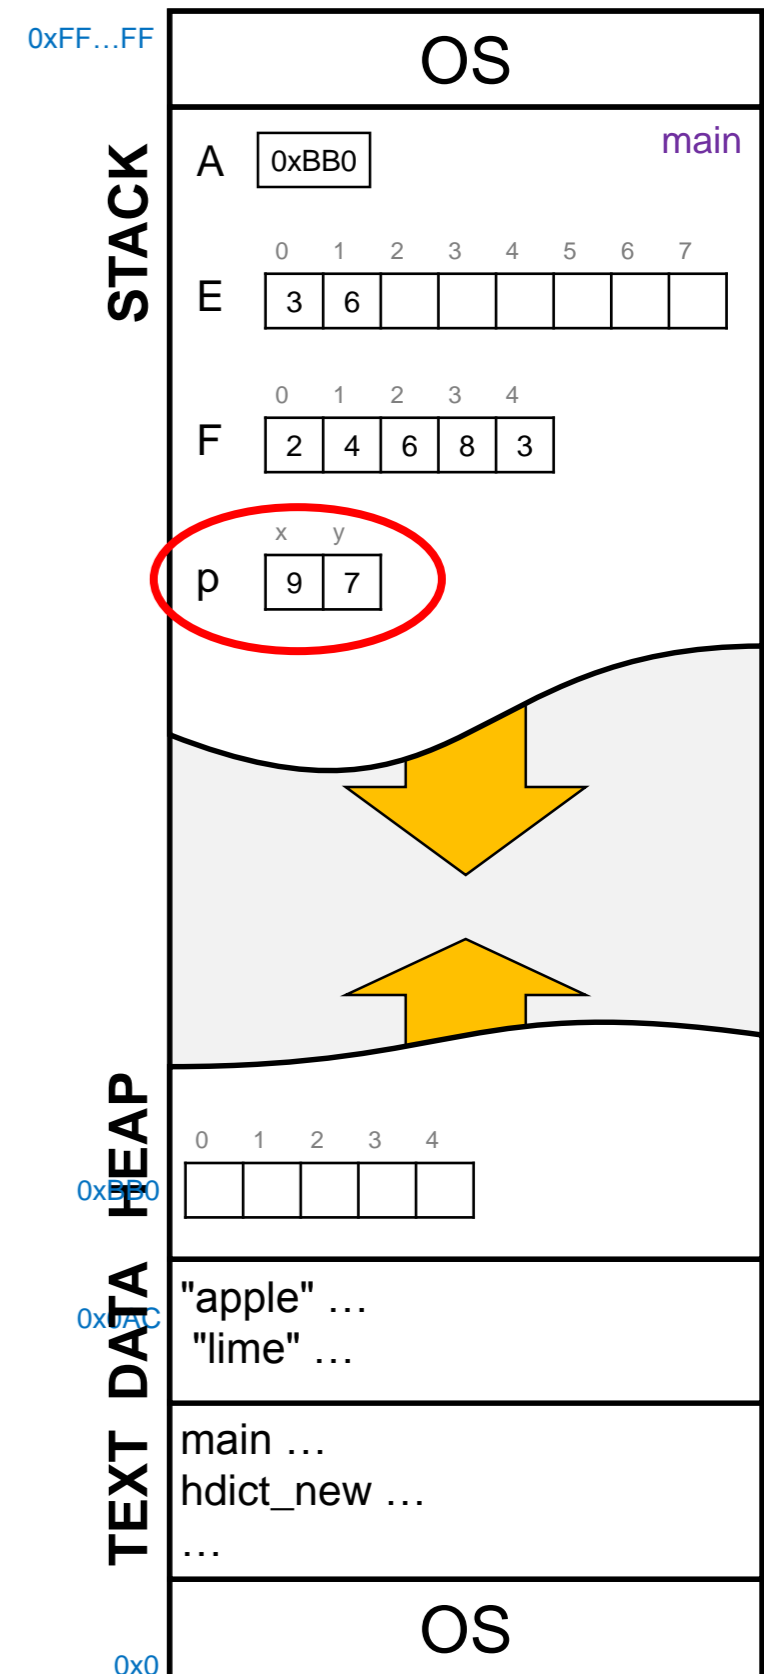 0xFF…FF
OS
STACK
main
A 0xBB0
0 1 2 3 4 5 6 7
E 3 6
0 1 2 3 4
F 2 4 6 8 3
x y
p 9 7
HEAP
0 1 2 3 4
0xBB0
DATA
"apple" …
0x0AC
"lime" …
TEXT
main …
hdict_new …
…
OS
0x0